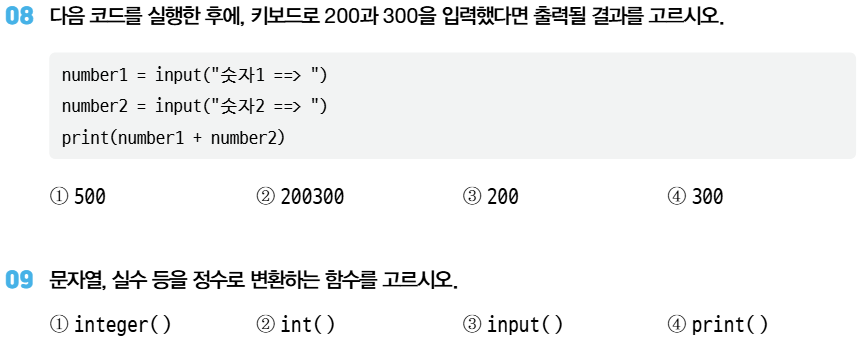 08 다음 코드를 실행한 후에, 키보드로 200과 300을 입력했다면 출력될 결과를 고르시오.
number1 = input("숫자1 ==> ")
number2 = input("숫자2 ==> ")
print(number1 + number2)
① 500 ② 200300 ③ 200 ④ 300
09 문자열, 실수 등을 정수로 변환하는 함수를 고르시오.
① integer() ② int() ③ input() ④ print()